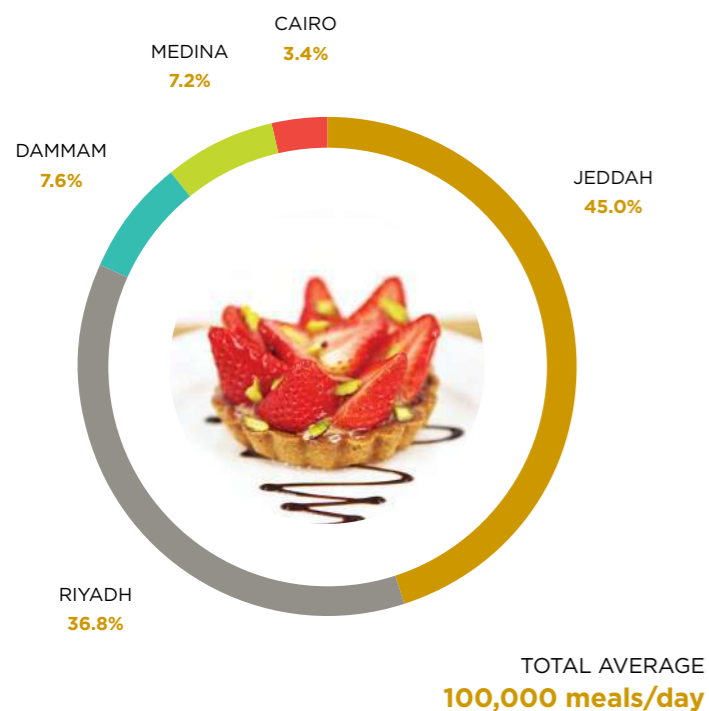 CAIRO
3.4%
MEDINA
7.2%
DAMMAM
7.6%
JEDDAH
45.0%
RIYADH
36.8%
TOTAL AVERAGE
100,000 meals/day